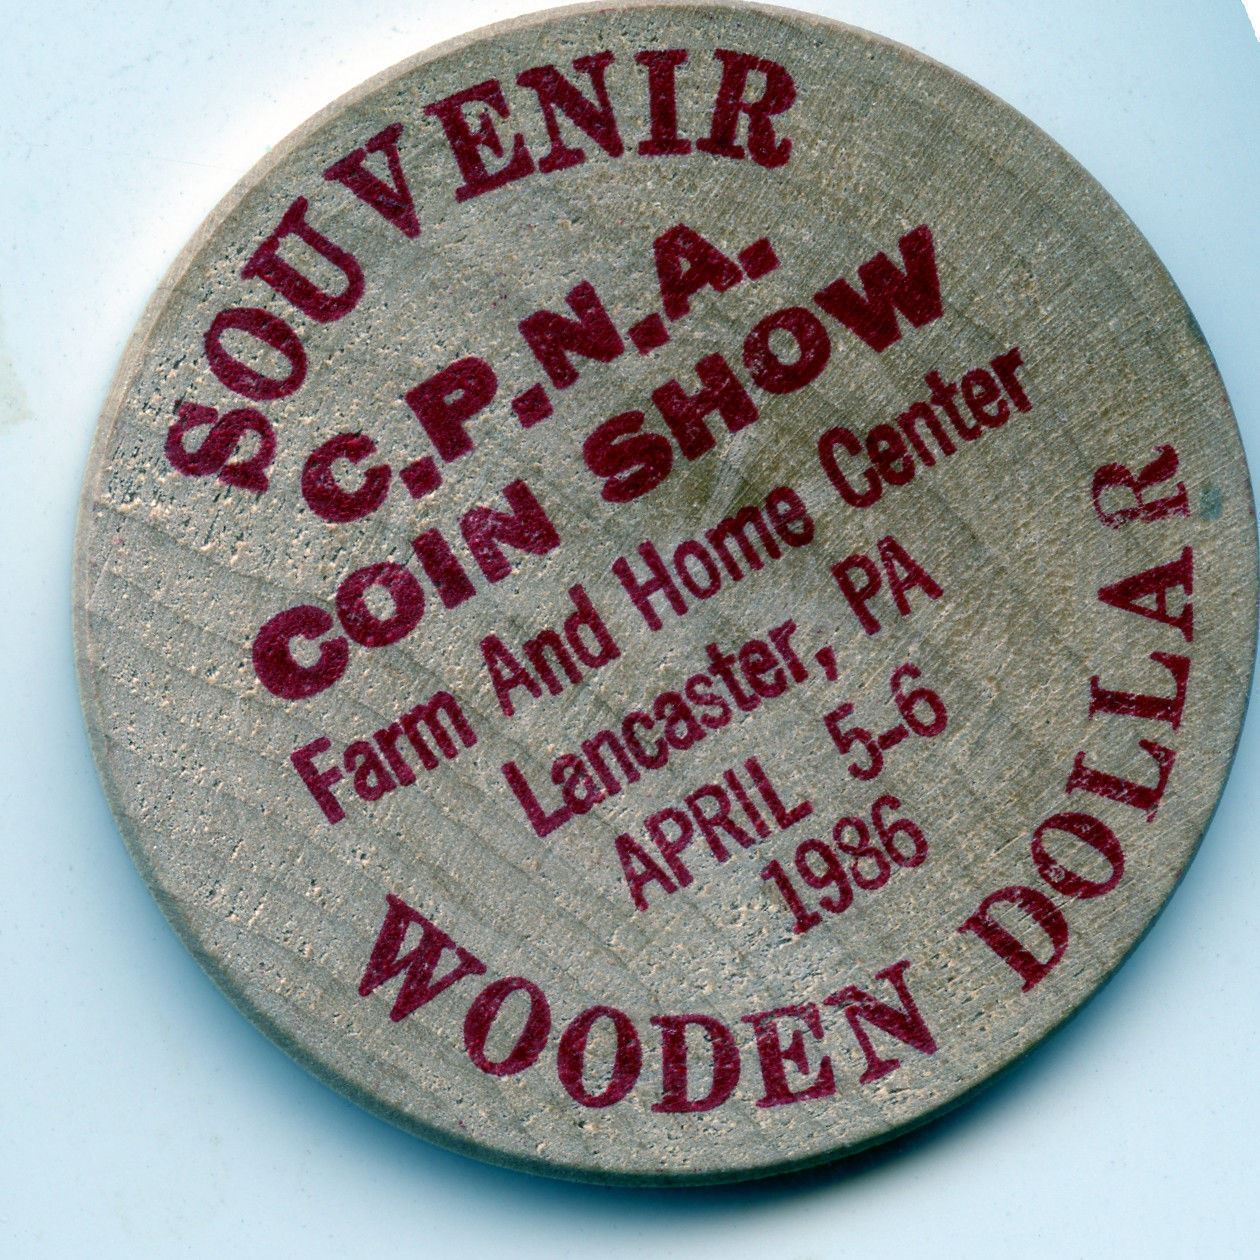 SOUVENIR
C.P.N.A.
COIN SHOW
Farm And Home Center
Lancaster, PA
APRIL 5-6
1986
WOODEN DOLLAR